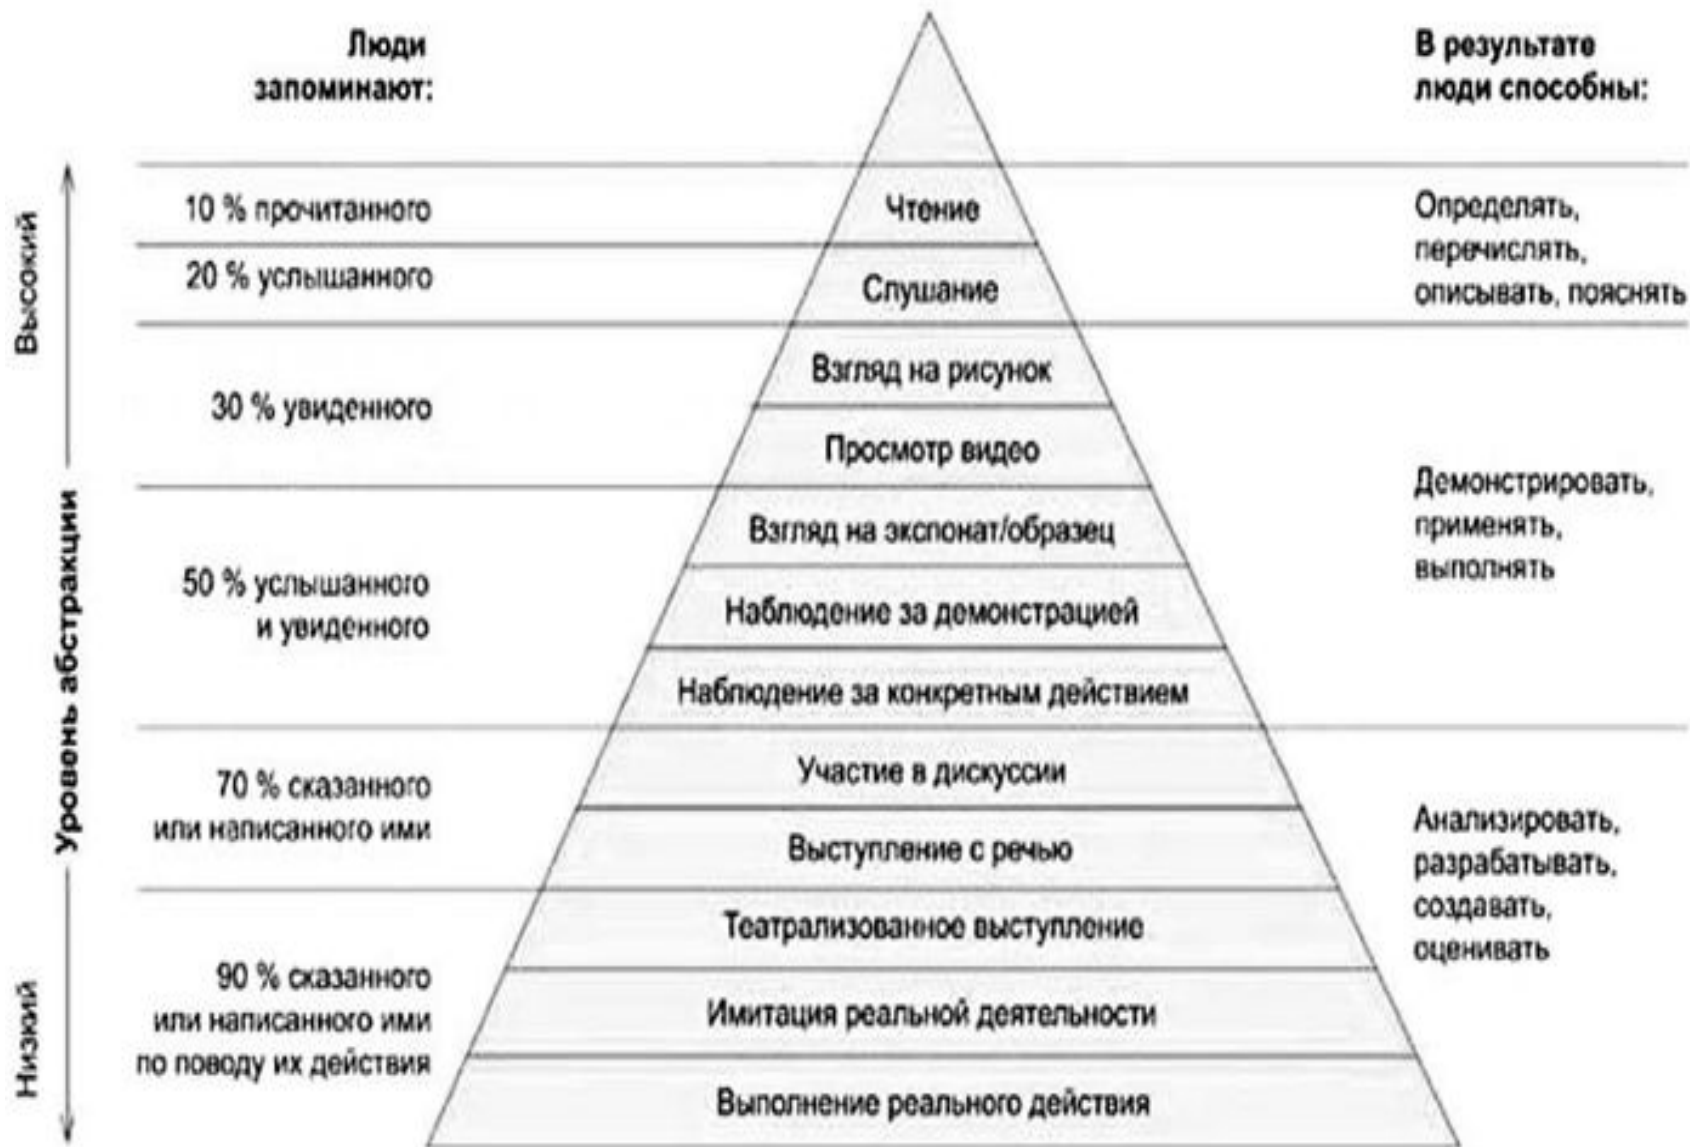 Люди
запоминают:
В результате
люди способны:
Высокий
Уровень абстракции
Низкий
10 % прочитанного
20 % услышанного
30 % увиденного
50 % услышанного
и увиденного
70 % сказанного
или написанного ими
90 % сказанного
или написанного ими
по поводу их действия
Чтение
Слушание
Взгляд на рисунок
Просмотр видео
Взгляд на экспонат/образец
Наблюдение за демонстрацией
Наблюдение за конкретным действием
Участие в дискуссии
Выступление с речью
Театрализованное выступление
Имитация реальной деятельности
Выполнение реального действия
Определять,
перечислять,
описывать, пояснять
Демонстрировать,
применять,
выполнять
Анализировать,
разрабатывать,
создавать,
оценивать